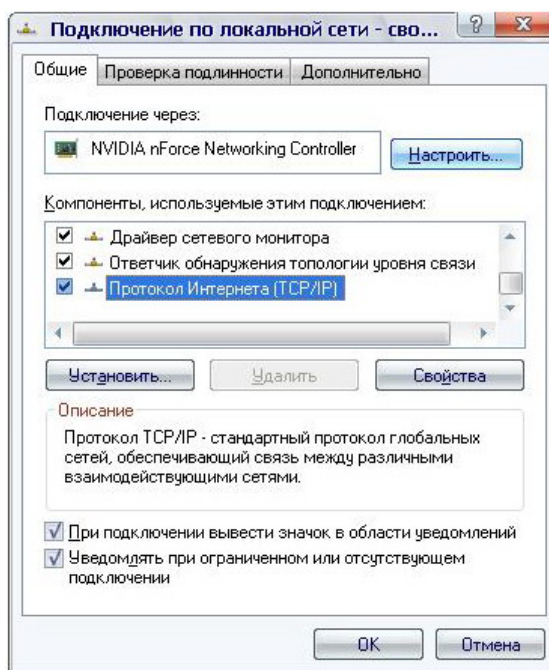 Подключение по локальной сети - сво...
Общие Проверка подлинности Дополнительно
Подключение через:
NVIDIA nForce Networking Controller Настроить...
Компоненты, используемые этим подключением:
Драйвер сетевого монитора
Ответчик обнаружения топологии уровня связи
Протокол Интернета (TCP/IP)
Установить... Удалить Свойства
Описание
Протокол TCP/IP - стандартный протокол глобальных
сетей, обеспечивающий связь между различными
взаимодействующими сетями.
При подключении вывести значок в области уведомлений
Уведомлять при ограниченном или отсутствующем
подключении
OK Отмена